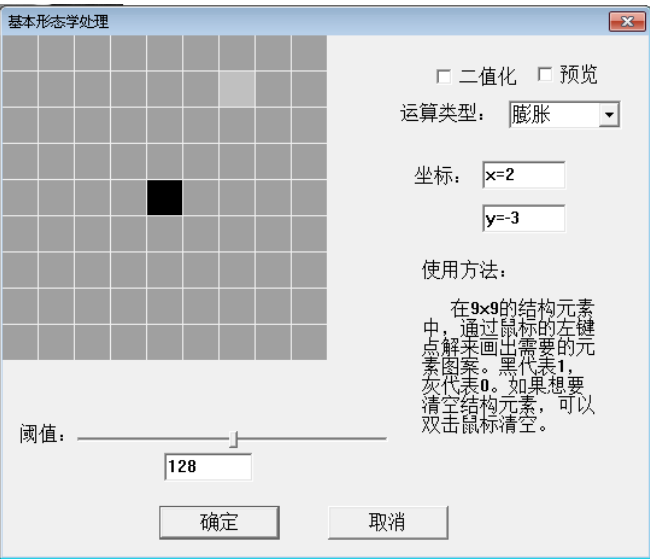 基本形态学处理
二值化 预览
运算类型： 膨胀
坐标： x=2
y=-3
使用方法：
在9×9的结构元素
中，通过鼠标的左键
点解来画出需要的元
素图案。黑代表1，
灰代表0。如果想要
清空结构元素，可以
双击鼠标清空。
阈值：
128
确定 取消